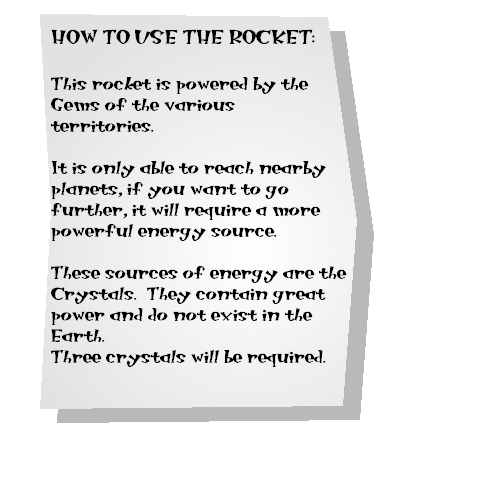 HOW TO USE THE ROCKET:
This rocket is powered by the
Gems of the various
territories.
It is only able to reach nearby
planets, if you want to go
further, it will require a more
powerful energy source.
These sources of energy are the
Crystals. They contain great
power and do not exist in the
Earth.
Three crystals will be required.